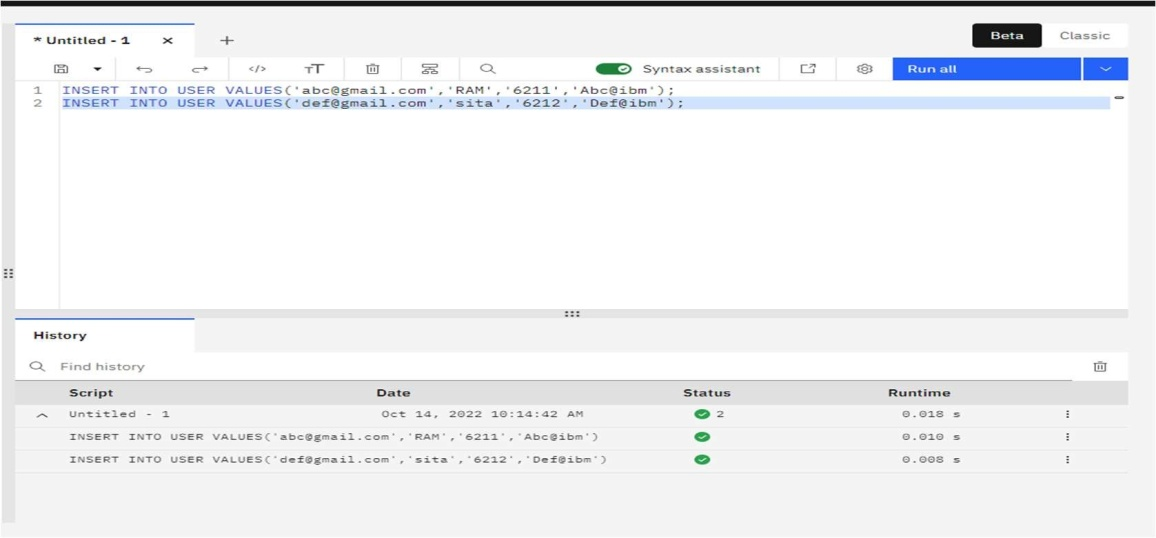 * Untitled - 1 × +
Beta Classic
</> TT Syntax assistant Run all
1 INSERT INTO USER VALUES('abc@gmail.com','RAM','6211','Abc@ibm');
2 INSERT INTO USER VALUES('def@gmail.com','sita','6212','Def@ibm');
History
Find history
Script Date Status Runtime
Untitled - 1 Oct 14, 2022 10:14:42 AM 2 0.018 s
INSERT INTO USER VALUES('abc@gmail.com','RAM','6211','Abc@ibm') 0.010 s
INSERT INTO USER VALUES('def@gmail.com','sita','6212','Def@ibm') 0.008 s